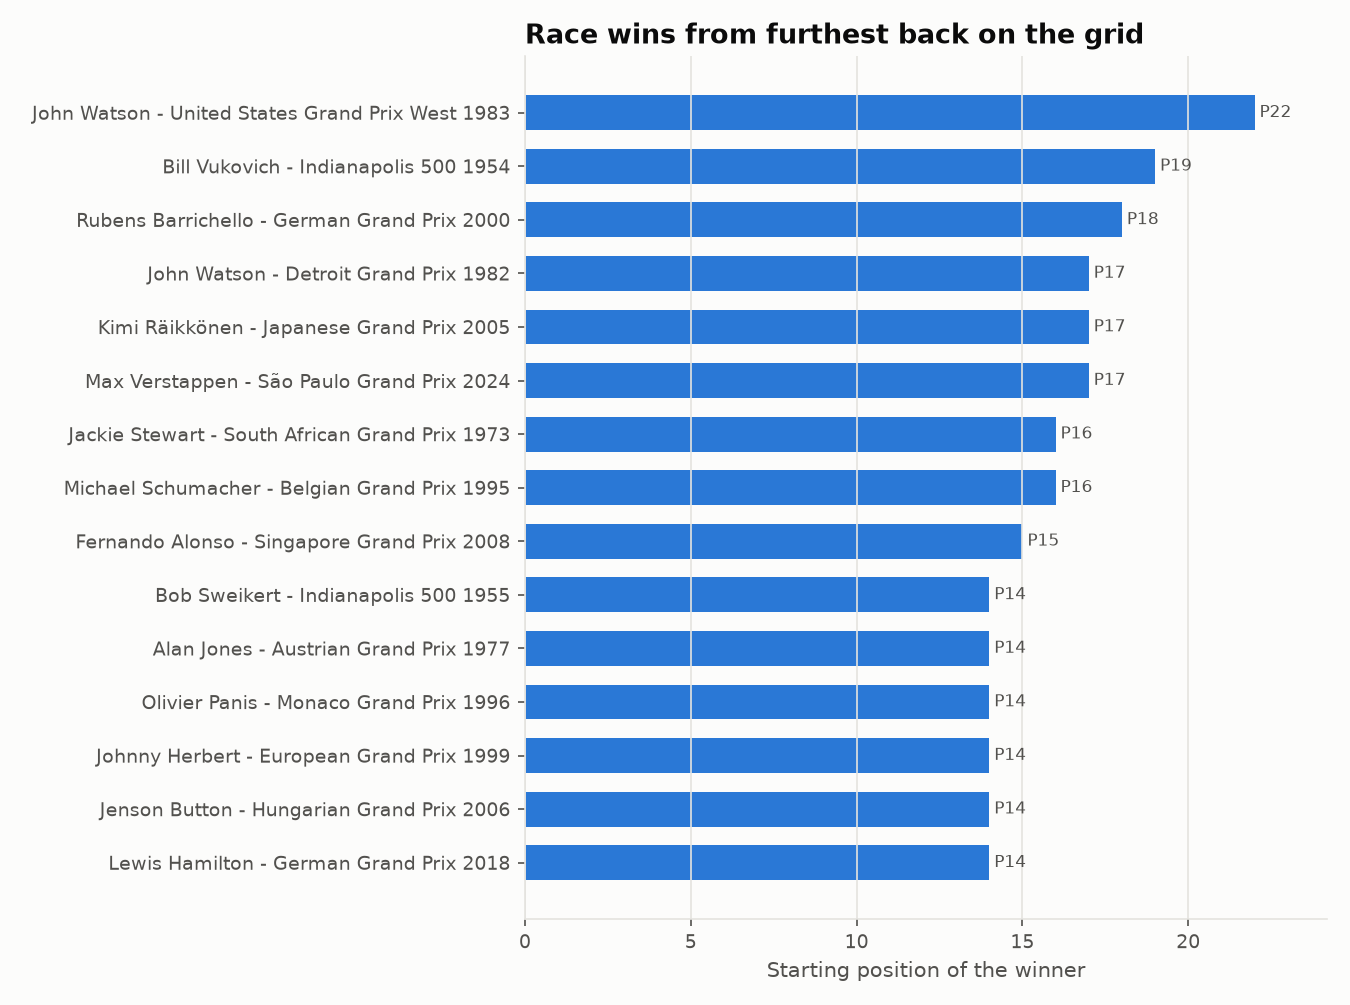 Race wins from furthest back on the grid
John Watson - United States Grand Prix West 1983 P22
Bill Vukovich - Indianapolis 500 1954 P19
Rubens Barrichello - German Grand Prix 2000 P18
John Watson - Detroit Grand Prix 1982 P17
Kimi Räikkönen - Japanese Grand Prix 2005 P17
Max Verstappen - São Paulo Grand Prix 2024 P17
Jackie Stewart - South African Grand Prix 1973 P16
Michael Schumacher - Belgian Grand Prix 1995 P16
Fernando Alonso - Singapore Grand Prix 2008 P15
Bob Sweikert - Indianapolis 500 1955 P14
Alan Jones - Austrian Grand Prix 1977 P14
Olivier Panis - Monaco Grand Prix 1996 P14
Johnny Herbert - European Grand Prix 1999 P14
Jenson Button - Hungarian Grand Prix 2006 P14
Lewis Hamilton - German Grand Prix 2018 P14
0 5 10 15 20
Starting position of the winner